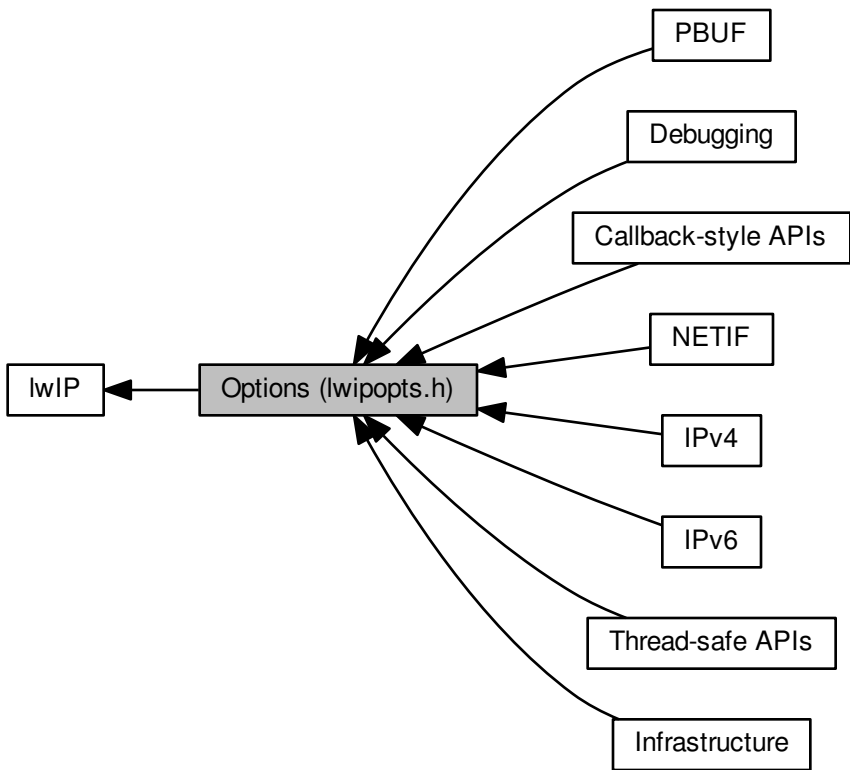 PBUF
Debugging
Callback-style APIs
NETIF
lwIP
Options (lwipopts.h)
IPv4
IPv6
Thread-safe APIs
Infrastructure